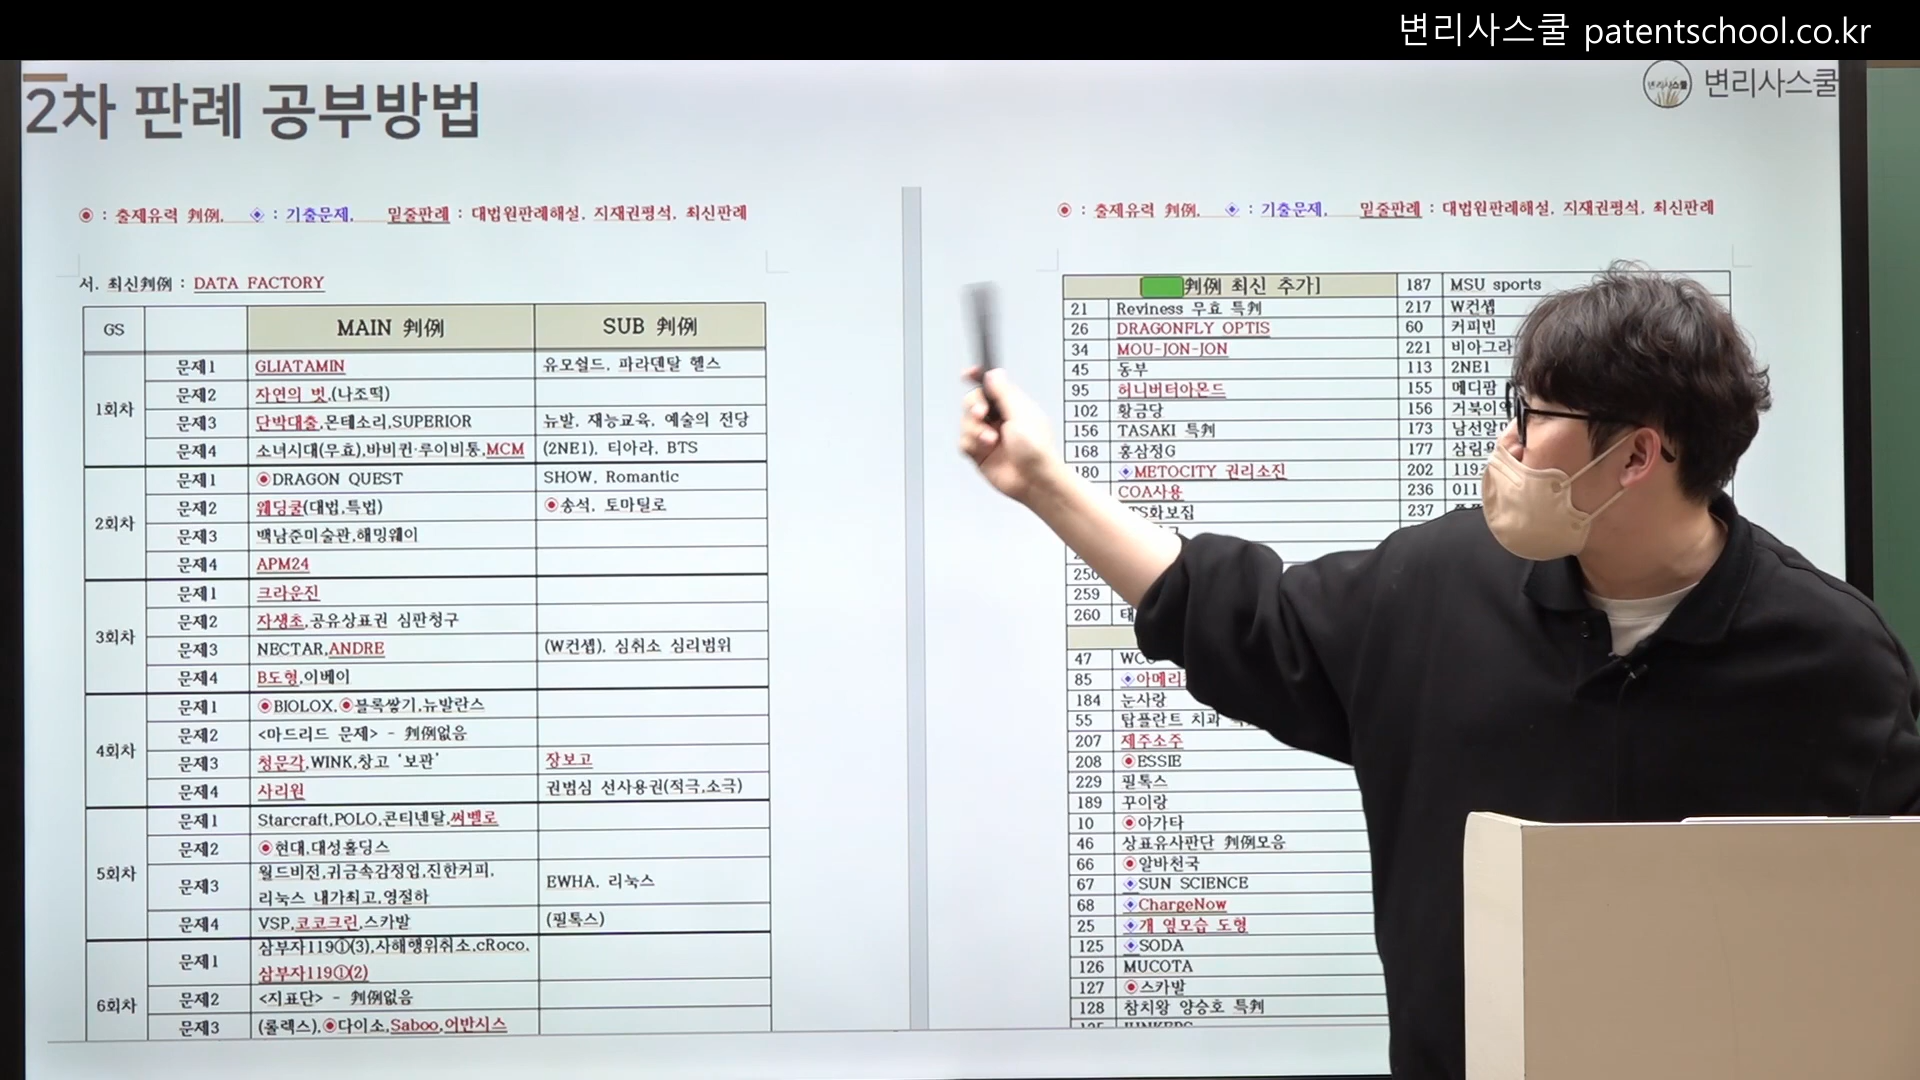 변리사스쿨 patentschool.co.kr
변리사스쿨
2차 판례 공부방법
◉ : 출제유력 判例, ◈ : 기출문제, 밑줄판례 : 대법원판례해설, 지재권평석, 최신판례
서. 최신判例 : DATA FACTORY
GS MAIN 判例 SUB 判例
1회차
문제1 GLIATAMIN 유모쉴드, 파라덴탈 헬스
문제2 자연의 벗,(나조떡)
문제3 단박대출,몬테소리,SUPERIOR 뉴발, 재능교육, 예술의 전당
문제4 소녀시대(무효),바비퀸·루이비통,MCM (2NE1), 티아라, BTS
2회차
문제1 ◉DRAGON QUEST SHOW, Romantic
문제2 웨딩쿨(대법,특법) ◉송석, 토마틸로
문제3 백남준미술관,헤밍웨이
문제4 APM24
3회차
문제1 크라운진
문제2 자생초,공유상표권 심판청구
문제3 NECTAR,ANDRE (W컨셉), 심취소 심리범위
문제4 B도형,이베이
4회차
문제1 ◉BIOLOX,◉블록쌓기,뉴발란스
문제2 <마드리드 문제> - 判例없음
문제3 청문각,WINK,창고 '보관' 장보고
문제4 사리원 권범심 선사용권(적극,소극)
5회차
문제1 Starcraft,POLO,콘티넨탈,써벨로
문제2 ◉현대,대성홀딩스
문제3 월드비전,귀금속감정업,진한커피,
리눅스 내가최고,영절하 EWHA, 리눅스
문제4 VSP,코코크린,스카발 (필톡스)
6회차
문제1 삼부자119①(3),사해행위취소,cRoco,
삼부자119①(2)
문제2 <지표단> - 判例없음
문제3 (롤렉스),◉다이소,Saboo,어반시스
◉ : 출제유력 判例, ◈ : 기출문제, 밑줄판례 : 대법원판례해설, 지재권평석, 최신판례
判例 최신 추가]
21 Reviness 무효 특判
26 DRAGONFLY OPTIS
34 MOU-JON-JON
45 동부
95 허니버터아몬드
102 황금당
156 TASAKI 특判
168 홍삼정G
180 ◈METOCITY 권리소진
COA사용
화보집
250
259
260
47
85 ◈아메리
184 눈사랑
55 탑플란트 치과
207 제주소주
208 ◉ESSIE
229 필톡스
189 꾸이랑
10 ◉아가타
46 상표유사판단 判例모음
66 ◉알바천국
67 ◈SUN SCIENCE
68 ◈ChargeNow
25 ◈개 옆모습 도형
125 ◈SODA
126 MUCOTA
127 ◉스카발
128 참치왕 양승호 특判
187 MSU sports
217 W컨셉
60 커피빈
221 비아그라
113 2NE1
155 메디팜
156 거북이
173 남선알
177 삼림
202 119
236 011
237